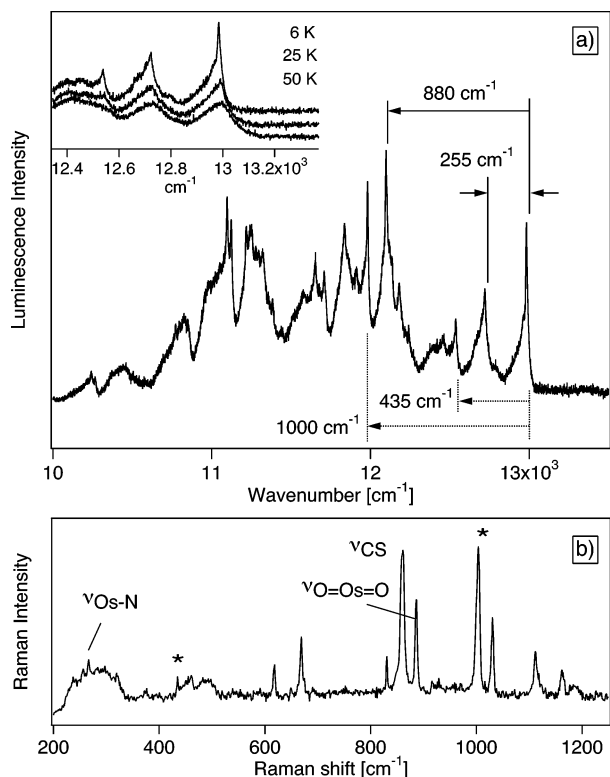 a)
6 K
25 K
50 K
12.4 12.6 12.8 13 13.2x10³
cm⁻¹
880 cm⁻¹
255 cm⁻¹
435 cm⁻¹
1000 cm⁻¹
Luminescence Intensity
10 11 12 13x10³
Wavenumber [cm⁻¹]
b)
νCS
*
νO=Os=O
νOs-N
*
Raman Intensity
200 400 600 800 1000 1200
Raman shift [cm⁻¹]